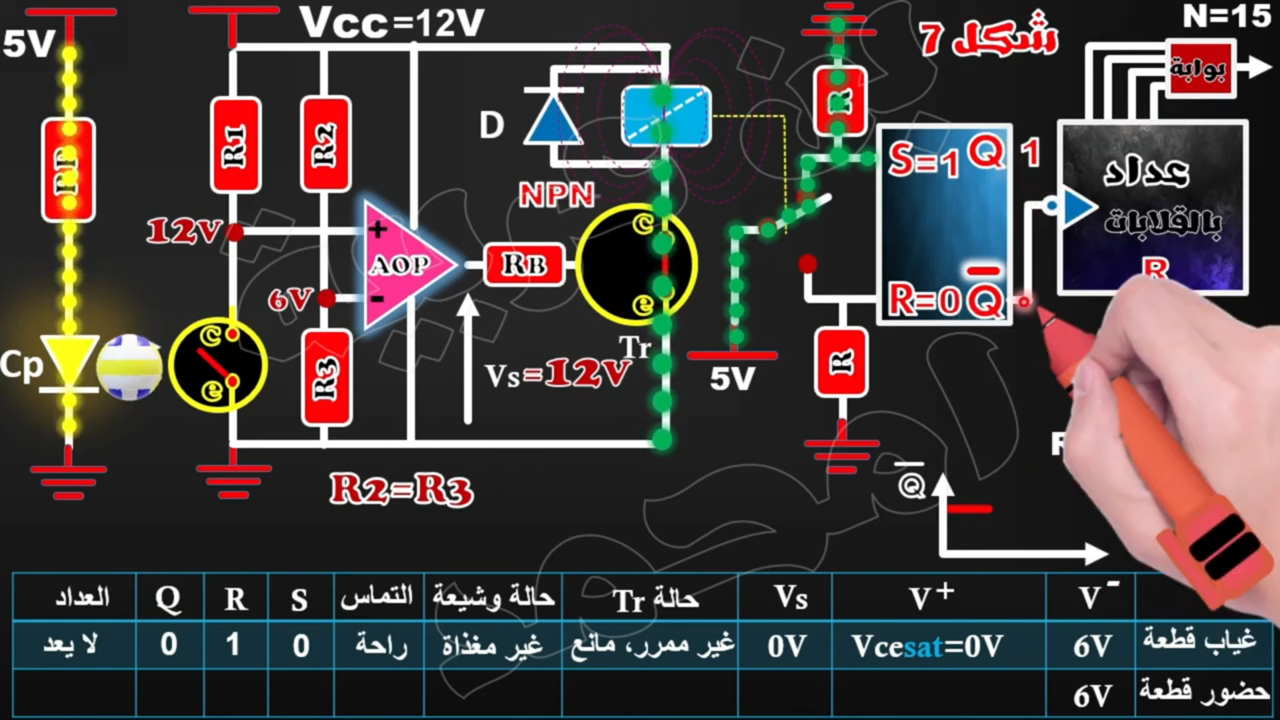 Vcc=12V
N=15
5V
شكل 7
بوابة
R1
R2
R
D
S=1 Q 1
عداد
بالقلابات
NPN
12V
+
C
AOP
RB
R
6V
-
e
R=0 Q̅
Tr
Cp
C
e
R3
Vs=12V
5V
R
R2=R3
Q̅
العداد Q R S التماس حالة وشيعة حالة Tr Vs V+ V-
لا يعد 0 1 0 راحة غير مغذاة غير ممرر، مانع 0V Vcesat=0V 6V غياب قطعة
6V حضور قطعة